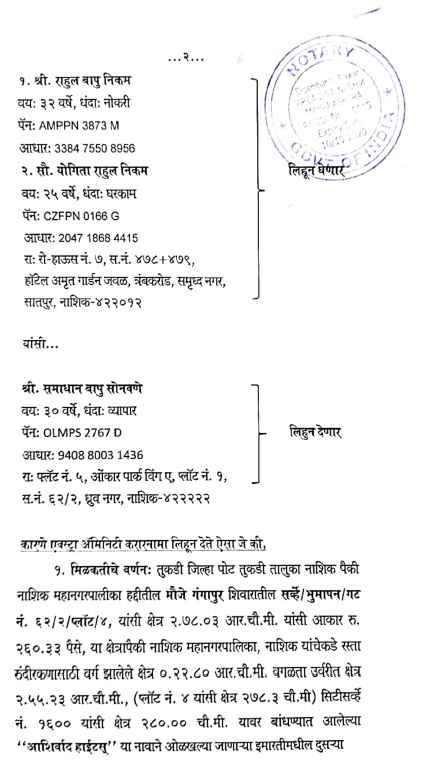 ...२...
NOTARY
GOVT. OF INDIA
१. श्री. राहुल बापु निकम
वय: ३२ वर्षे, धंदा: नोकरी
पॅन: AMPPN 3873 M
आधार: 3384 7550 8956
२. सौ. योगिता राहुल निकम
वय: २५ वर्षे, धंदा: घरकाम
पॅन: CZFPN 0166 G
आधार: 2047 1868 4415
रा: रो-हाऊस नं. ७, स.नं. ४७८+४७९,
हॉटेल अमृत गार्डन जवळ, त्रंबकरोड, समृध्द नगर,
सातपुर, नाशिक-४२२०१२
लिहून घेणार
यांसी...
श्री. समाधान बापु सोनवणे
वय: ३० वर्षे, धंदा: व्यापार
पॅन: OLMPS 2767 D
आधार: 9408 8003 1436
रा: फ्लॅट नं. ५, ओंकार पार्क विंग ए, प्लॉट नं. १,
स.नं. ६२/२, ध्रुव नगर, नाशिक-४२२२२२
लिहुन देणार
कारणे एक्स्ट्रा ॲमिनिटी करारनामा लिहून देते ऐसा जे की,
१. मिळकतीचे वर्णन: तुकडी जिल्हा पोट तुकडी तालुका नाशिक पैकी
नाशिक महानगरपालीका हद्दीतील मौजे गंगापुर शिवारातील सर्व्हे/भुमापन/गट
नं. ६२/२/प्लॉट/४, यांसी क्षेत्र २.७८.०३ आर.चौ.मी. यांसी आकार रु.
२६०.३३ पैसे, या क्षेत्रापैकी नाशिक महानगरपालिका, नाशिक यांचेकडे रस्ता
रुंदीरकणासाठी वर्ग झालेले क्षेत्र ०.२२.८० आर.चौ.मी. वगळता उर्वरीत क्षेत्र
२.५५.२३ आर.चौ.मी., (प्लॉट नं. ४ यांसी क्षेत्र २७८.३ चौ.मी) सिटीसर्व्हे
नं. १६०० यांसी क्षेत्र २८०.०० चौ.मी. यावर बांधण्यात आलेल्या
"आशिर्वाद हाईटस्" या नावाने ओळखल्या जाणाऱ्या इमारतीमधील दुसऱ्या